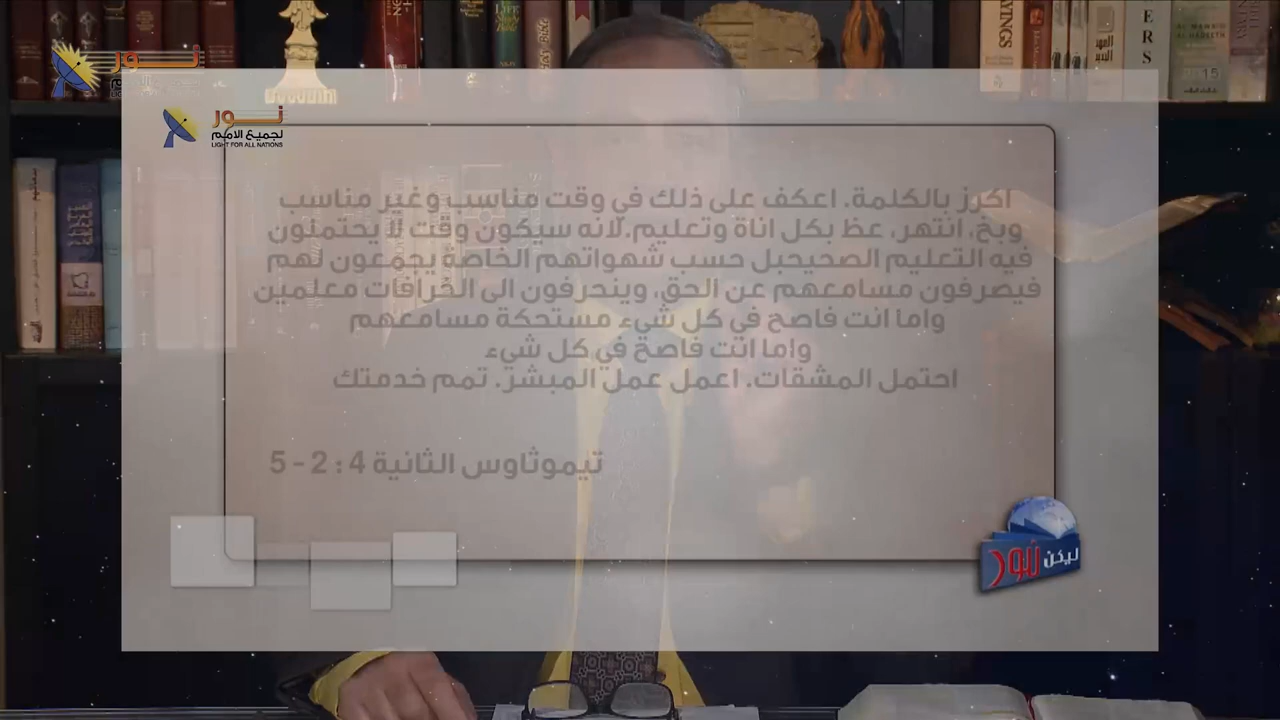 نور
لجميع الامم
LIGHT FOR ALL NATIONS
اكرز بالكلمة. اعكف على ذلك في وقت مناسب وغير مناسب
وبخ، انتهر، عظ بكل اناة وتعليم.لانه سيكون وقت لا يحتملون
فيه التعليم الصحيحبل حسب شهواتهم الخاصة يجمعون لهم
فيصرفون مسامعهم عن الحق، وينحرفون الى الخرافات معلمين
واما انت فاصح في كل شيء مستحكة مسامعهم
واما انت فاصح في كل شيء
احتمل المشقات. اعمل عمل المبشر. تمم خدمتك
تيموثاوس الثانية 4 : 2 - 5
ليكن نور
نور
LIFE
ERS